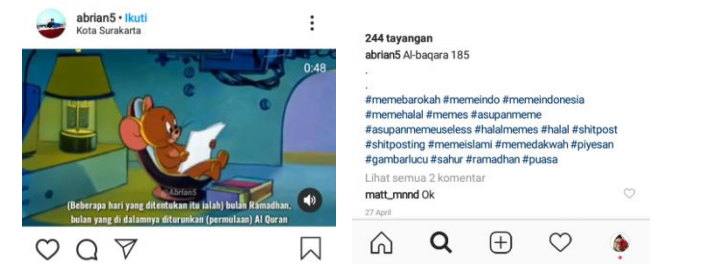 abrian5 • Ikuti
Kota Surakarta
0:48
Abrian5
(Beberapa hari yang ditentukan itu ialah) bulan Ramadhan,
bulan yang di dalamnya diturunkan (permulaan) Al Quran
244 tayangan
abrian5 Al-baqara 185
.
.
#memebarokah #memeindo #memeindonesia
#memehalal #memes #asupanmeme
#asupanmemeuseless #halalmemes #halal #shitpost
#shitposting #memeislami #memedakwah #piyesan
#gambarlucu #sahur #ramadhan #puasa
Lihat semua 2 komentar
matt_mnnd Ok
27 April